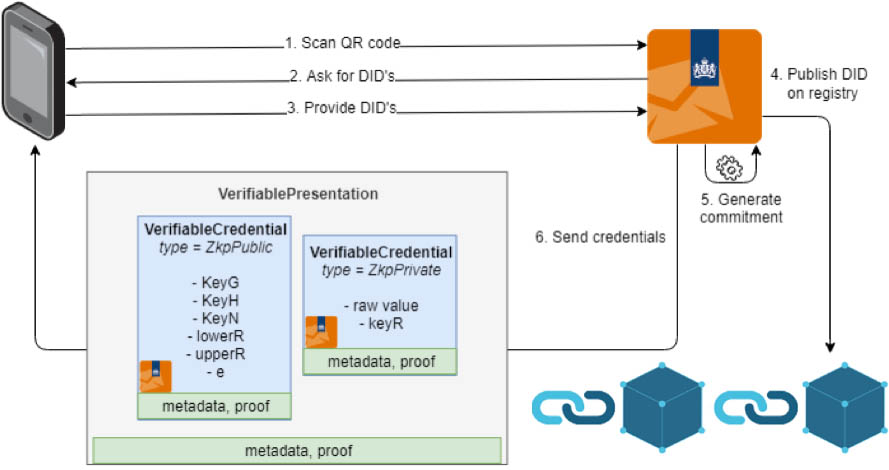 1. Scan QR code
2. Ask for DID's
3. Provide DID's
4. Publish DID
on registry
5. Generate
commitment
6. Send credentials
VerifiablePresentation
VerifiableCredential
type = ZkpPublic
- KeyG
- KeyH
- KeyN
- lowerR
- upperR
- e
metadata, proof
VerifiableCredential
type = ZkpPrivate
- raw value
- keyR
metadata, proof
metadata, proof